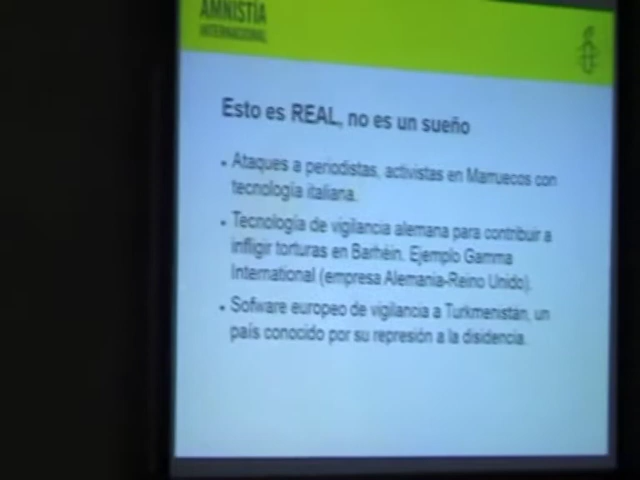 AMNISTÍA
INTERNACIONAL
Esto es REAL, no es un sueño
• Ataques a periodistas, activistas en Marruecos con
tecnología italiana.
• Tecnología de vigilancia alemana para contribuir a
infligir torturas en Barhéin. Ejemplo Gamma
International (empresa Alemania-Reino Unido).
• Sofware europeo de vigilancia a Turkmenistán, un
país conocido por su represión a la disidencia.